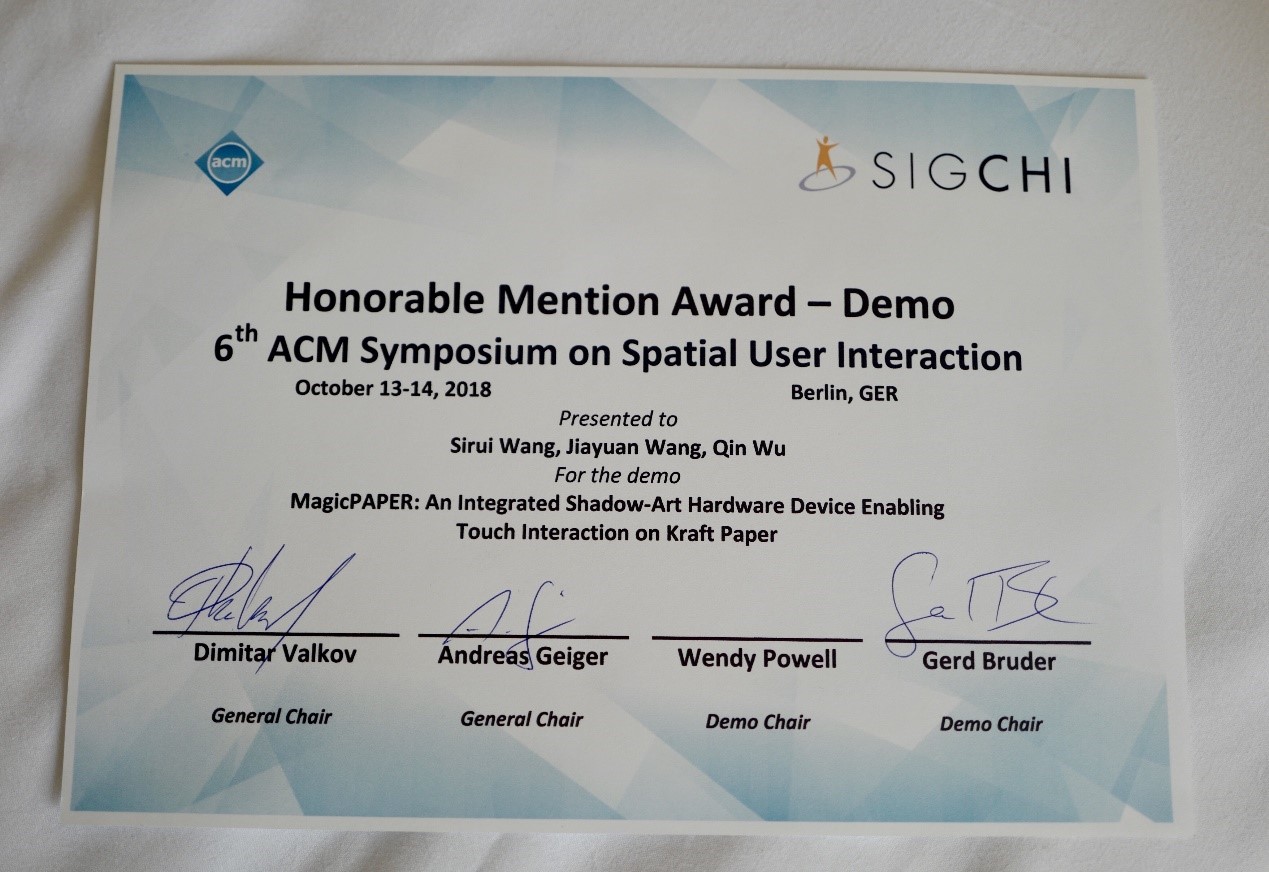 acm
SIGCHI
Honorable Mention Award – Demo
6th ACM Symposium on Spatial User Interaction
October 13-14, 2018 Berlin, GER
Presented to
Sirui Wang, Jiayuan Wang, Qin Wu
For the demo
MagicPAPER: An Integrated Shadow-Art Hardware Device Enabling
Touch Interaction on Kraft Paper
Dimitar Valkov Andreas Geiger Wendy Powell Gerd Bruder
General Chair General Chair Demo Chair Demo Chair